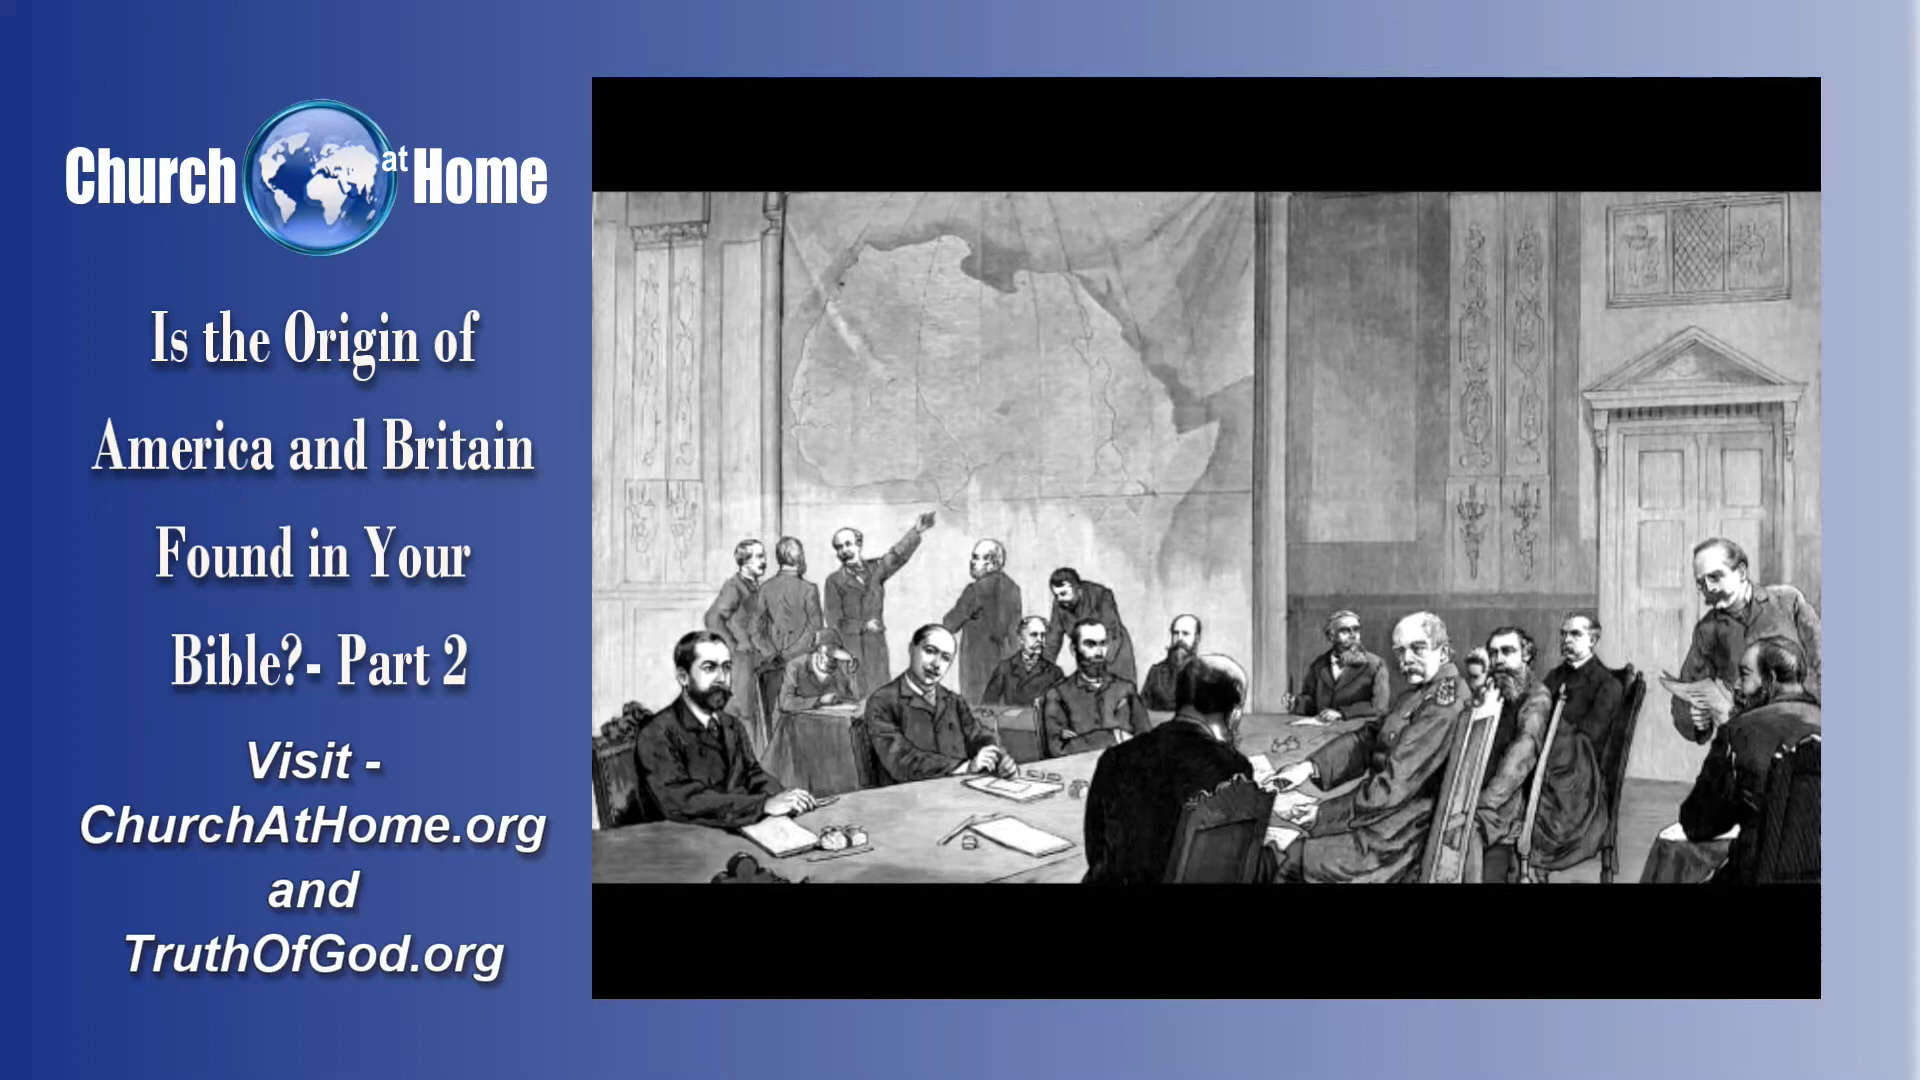 Church at Home
Is the Origin of
America and Britain
Found in Your
Bible?- Part 2
Visit -
ChurchAtHome.org
and
TruthOfGod.org